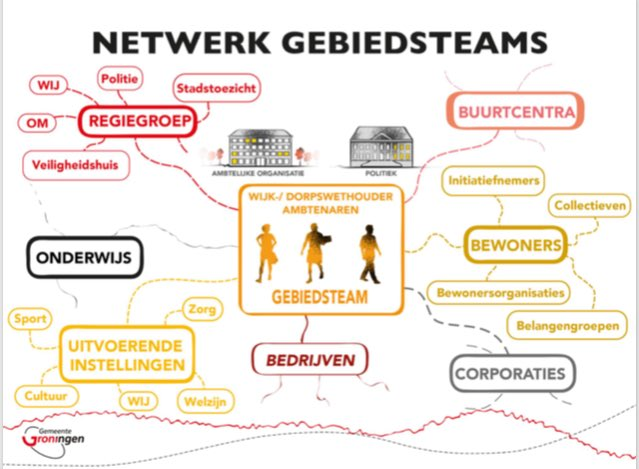 NETWERK GEBIEDSTEAMS
WIJ
Politie
Stadstoezicht
OM
REGIEGROEP
Veiligheidshuis
BUURTCENTRA
AMBTELIJKE ORGANISATIE
POLITIEK
WIJK-/ DORPSWETHOUDER
AMBTENAREN
GEBIEDSTEAM
Initiatiefnemers
Collectieven
BEWONERS
Bewonersorganisaties
Belangengroepen
ONDERWIJS
Sport
Zorg
UITVOERENDE
INSTELLINGEN
Cultuur
WIJ
Welzijn
BEDRIJVEN
CORPORATIES
Gemeente
Groningen